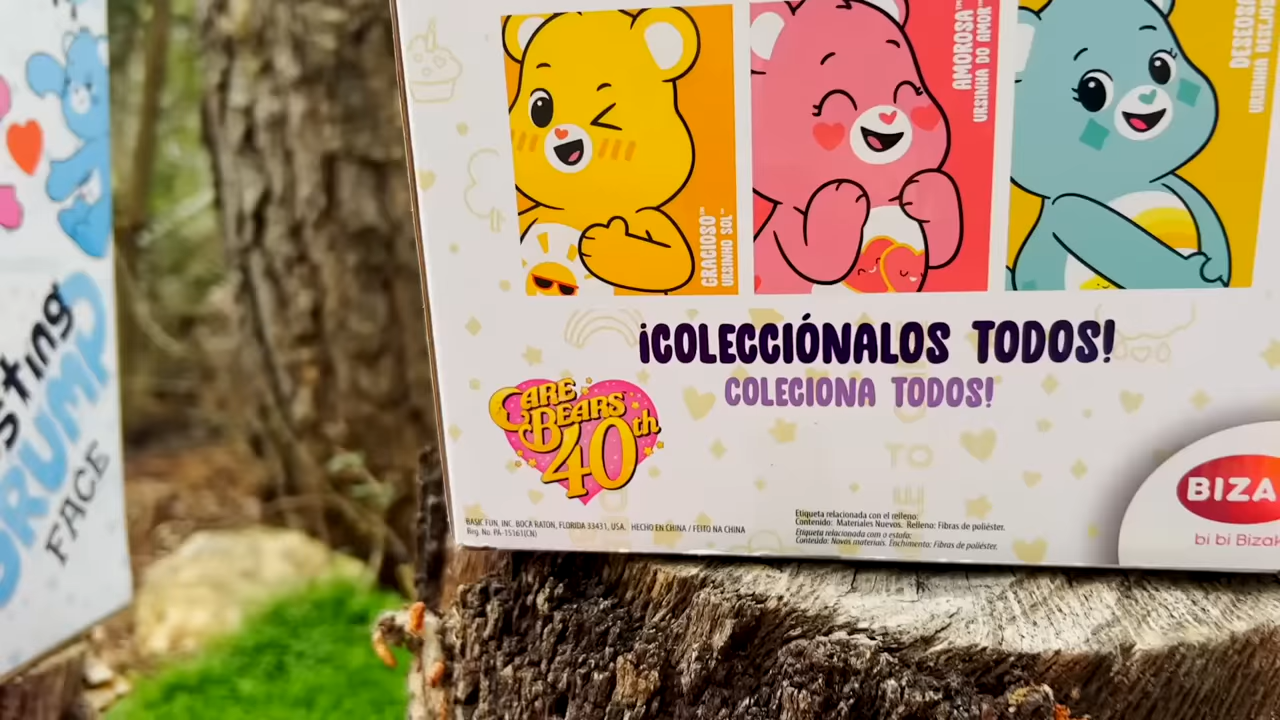 GRACIOSO™
URSINHO SOL™
AMOROSA™
URSINHA DO AMOR™
¡COLECCIÓNALOS TODOS!
COLECIONA TODOS!
CARE
BEARS
40th
BASIC FUN, INC. BOCA RATON, FLORIDA 33431, USA. HECHO EN CHINA / FEITO NA CHINA
Reg. No. PA-15161(CN)
Etiqueta relacionada con el relleno:
Contenido: Materiales Nuevos. Relleno: Fibras de poliéster.
Etiqueta relacionada com o estofo:
Conteúdo: Novos materiais. Enchimento: Fibras de poliéster.
BIZA
bi bi Bizak
sting
GRUMP
FACE